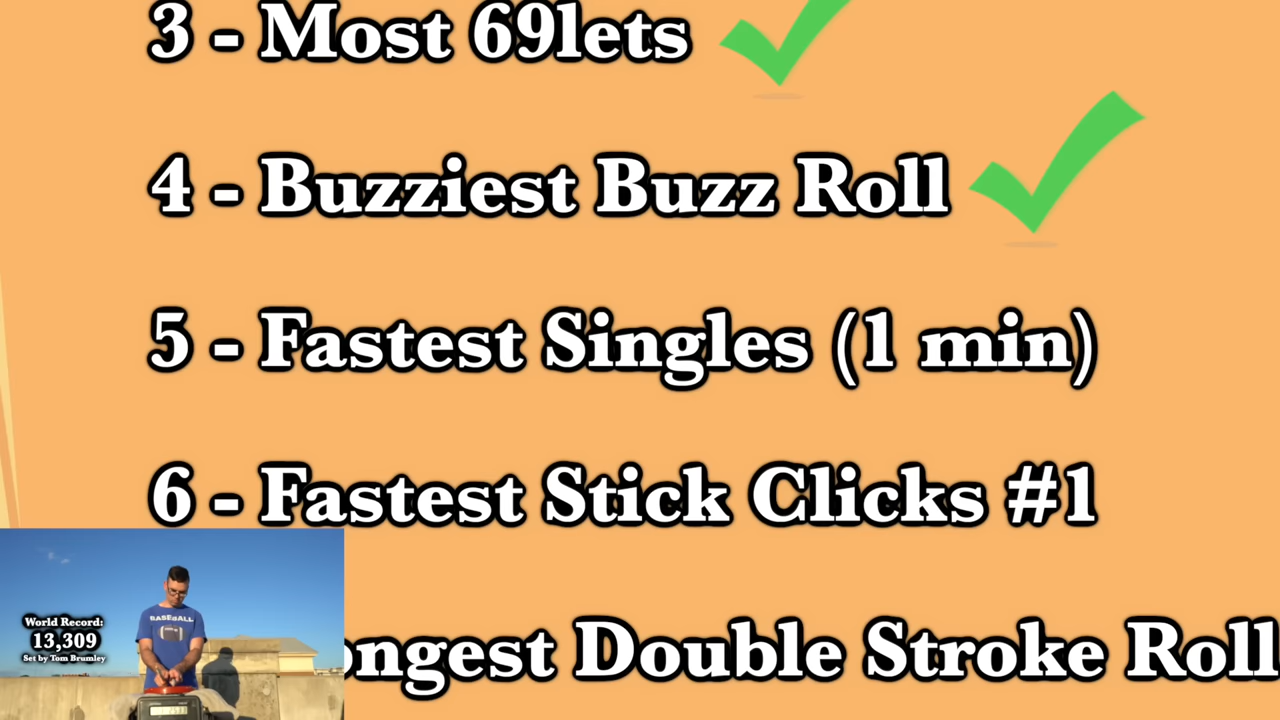 3 - Most 69lets
4 - Buzziest Buzz Roll
5 - Fastest Singles (1 min)
6 - Fastest Stick Clicks #1
ongest Double Stroke Roll
World Record:
13,309
Set by Tom Brumley
BASEBALL